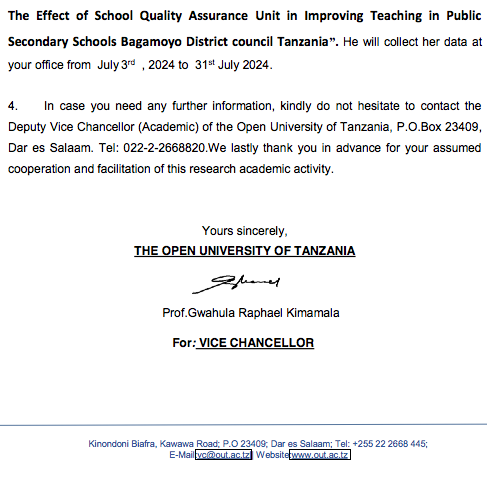 The Effect of School Quality Assurance Unit in Improving Teaching in Public
Secondary Schools Bagamoyo District council Tanzania”. He will collect her data at
your office from July 3rd , 2024 to 31st July 2024.
4. In case you need any further information, kindly do not hesitate to contact the
Deputy Vice Chancellor (Academic) of the Open University of Tanzania, P.O.Box 23409,
Dar es Salaam. Tel: 022-2-2668820.We lastly thank you in advance for your assumed
cooperation and facilitation of this research academic activity.
Yours sincerely,
THE OPEN UNIVERSITY OF TANZANIA
Prof.Gwahula Raphael Kimamala
For: VICE CHANCELLOR
Kinondoni Biafra, Kawawa Road; P.O 23409; Dar es Salaam; Tel: +255 22 2668 445;
E-Mail:vc@out.ac.tz| Website:www.out.ac.tz